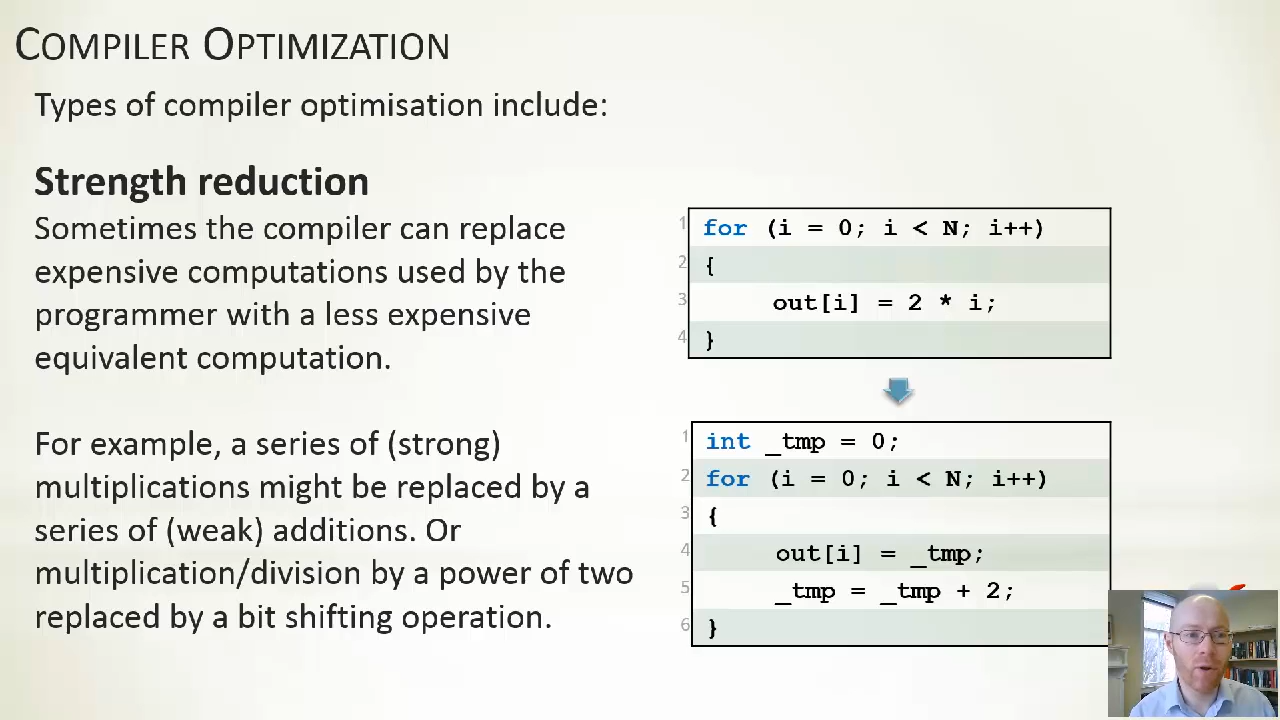 COMPILER OPTIMIZATION
Types of compiler optimisation include:
Strength reduction
Sometimes the compiler can replace
expensive computations used by the
programmer with a less expensive
equivalent computation.
For example, a series of (strong)
multiplications might be replaced by a
series of (weak) additions. Or
multiplication/division by a power of two
replaced by a bit shifting operation.
1 for (i = 0; i < N; i++)
2 {
3 out[i] = 2 * i;
4 }
1 int _tmp = 0;
2 for (i = 0; i < N; i++)
3 {
4 out[i] = _tmp;
5 _tmp = _tmp + 2;
6 }